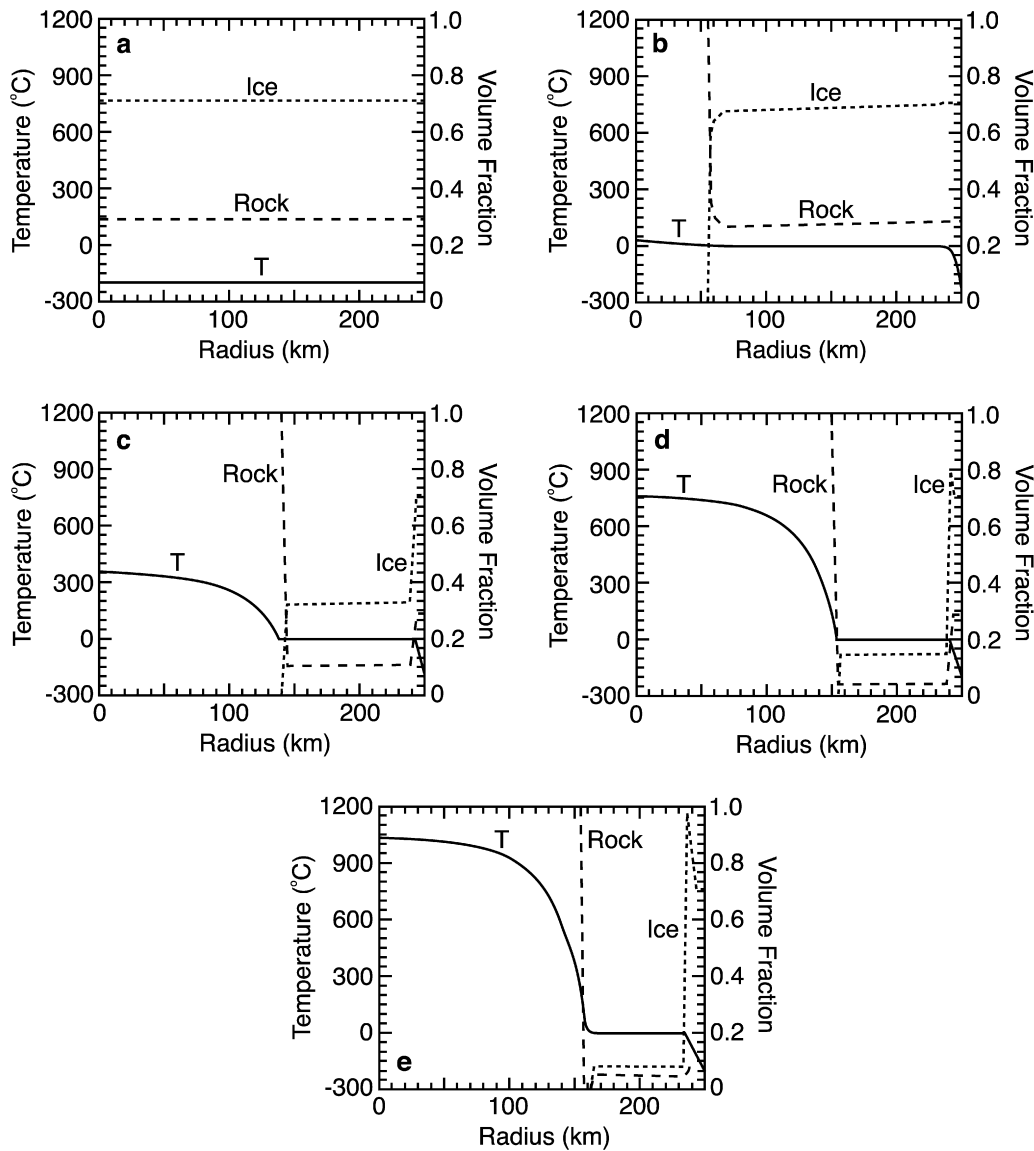 a
Ice
Rock
T
1200
900
600
300
0
-300
1.0
0.8
0.6
0.4
0.2
0
0 100 200
Temperature (°C)
Volume Fraction
Radius (km)
b
Ice
Rock
T
1200
900
600
300
0
-300
1.0
0.8
0.6
0.4
0.2
0
0 100 200
Temperature (°C)
Volume Fraction
Radius (km)
c
Rock
T
Ice
1200
900
600
300
0
-300
1.0
0.8
0.6
0.4
0.2
0
0 100 200
Temperature (°C)
Volume Fraction
Radius (km)
d
T
Rock
Ice
1200
900
600
300
0
-300
1.0
0.8
0.6
0.4
0.2
0
0 100 200
Temperature (°C)
Volume Fraction
Radius (km)
T
Rock
Ice
e
1200
900
600
300
0
-300
1.0
0.8
0.6
0.4
0.2
0
0 100 200
Temperature (°C)
Volume Fraction
Radius (km)